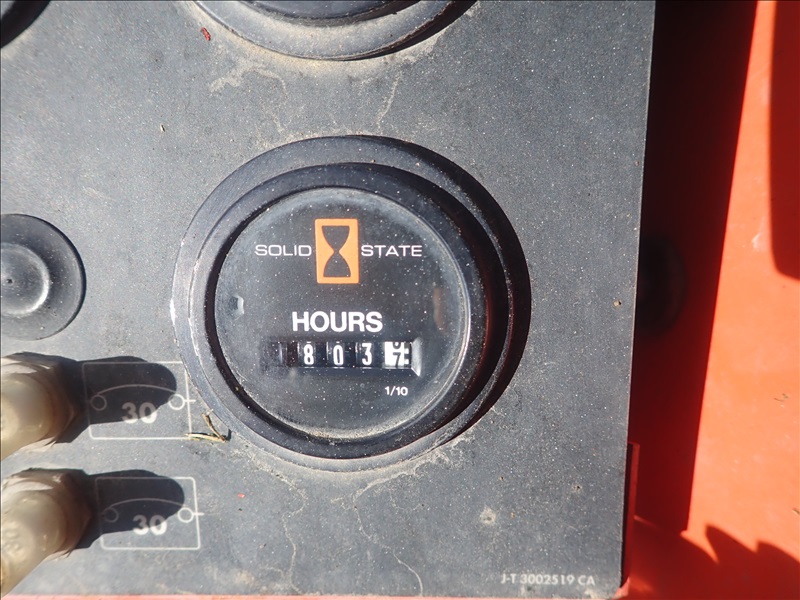 SOLID STATE
HOURS
1803
1/10
30
30
J-T 3002519 CA